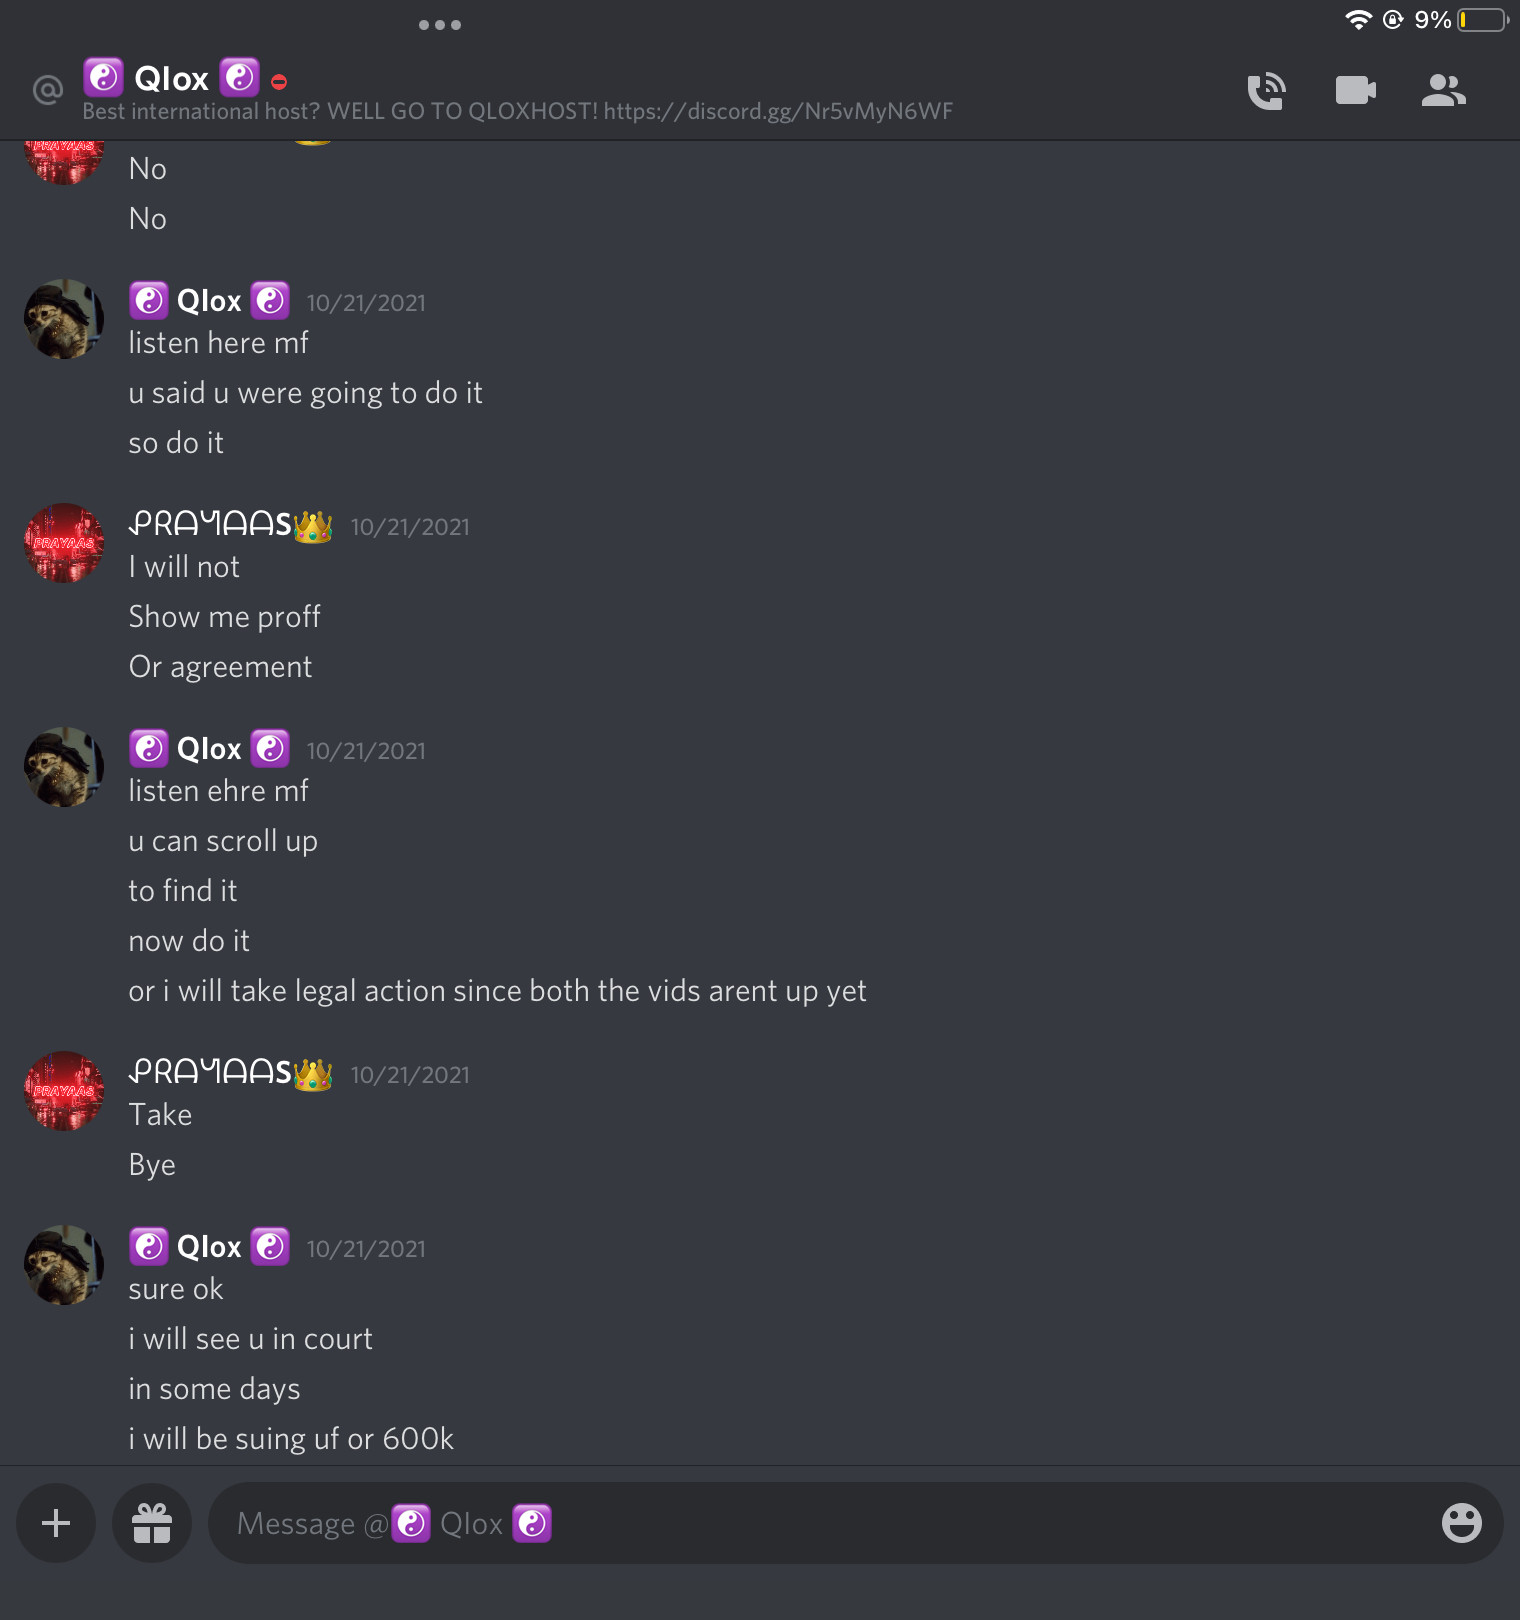 9%
@ ☯️ Qlox ☯️
Best international host? WELL GO TO QLOXHOST! https://discord.gg/Nr5vMyN6WF
PRAYAAS
No
No
☯️ Qlox ☯️ 10/21/2021
listen here mf
u said u were going to do it
so do it
PRAYAAS
ᎮᏒᗩᎩᗩᗩs👑 10/21/2021
I will not
Show me proff
Or agreement
☯️ Qlox ☯️ 10/21/2021
listen ehre mf
u can scroll up
to find it
now do it
or i will take legal action since both the vids arent up yet
PRAYAAS
ᎮᏒᗩᎩᗩᗩs👑 10/21/2021
Take
Bye
☯️ Qlox ☯️ 10/21/2021
sure ok
i will see u in court
in some days
i will be suing uf or 600k
Message @☯️ Qlox ☯️